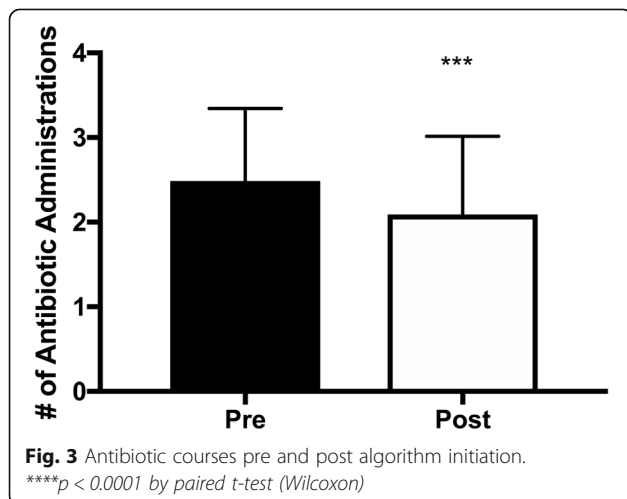 # of Antibiotic Administrations
4
3
2
1
0
***
Pre
Post
Fig. 3 Antibiotic courses pre and post algorithm initiation.
****p < 0.0001 by paired t-test (Wilcoxon)